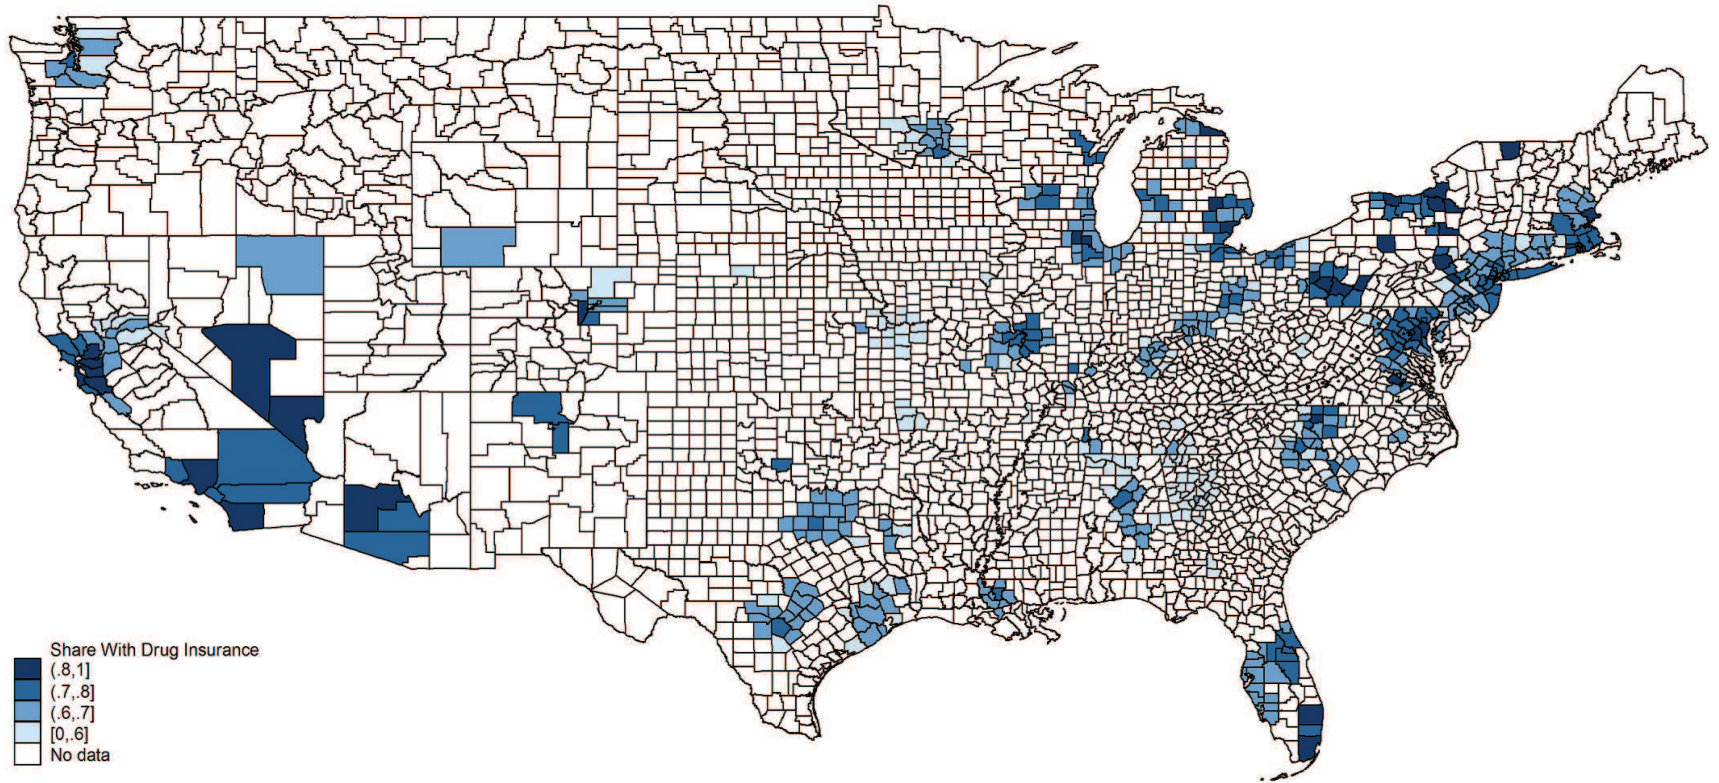 Share With Drug Insurance
(.8,1]
(.7,.8]
(.6,.7]
[0,.6]
No data